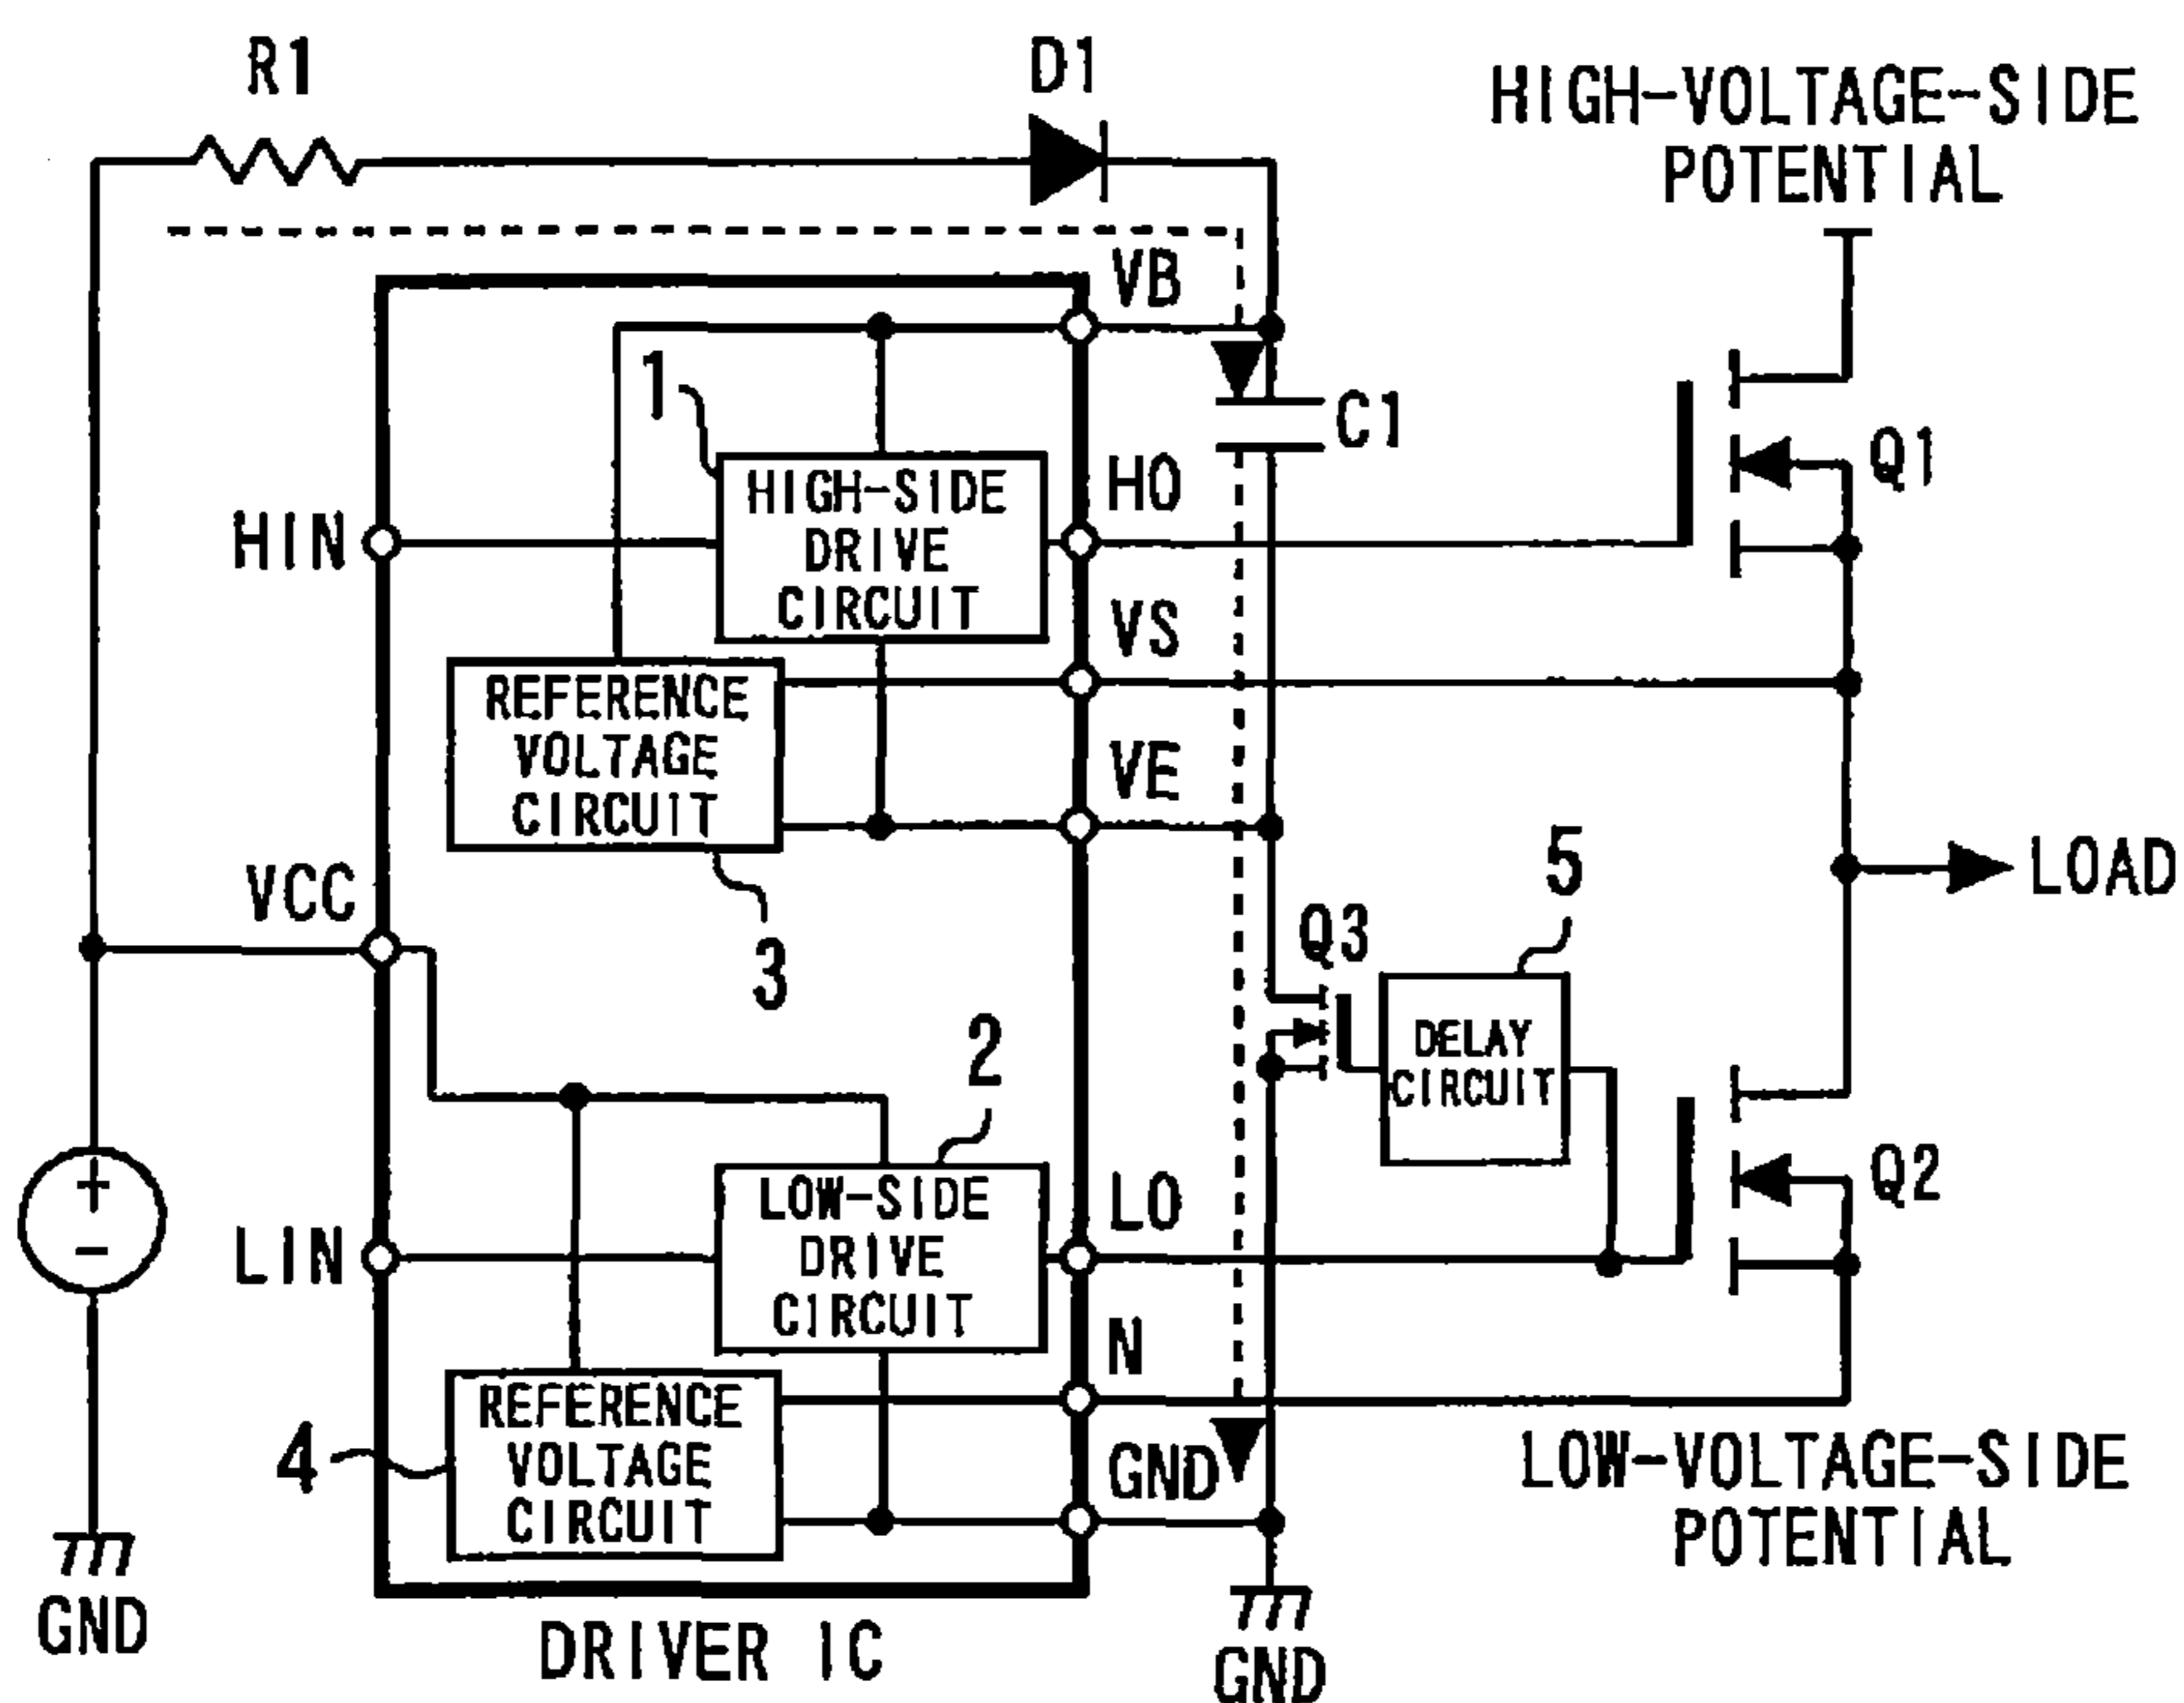 R1
D1
HIGH-VOLTAGE-SIDE
POTENTIAL
VB
1
C1
HIGH-SIDE
DRIVE
CIRCUIT
HO
Q1
HIN
VS
REFERENCE
VOLTAGE
CIRCUIT
VE
3
VCC
5
LOAD
Q3
DELAY
CIRCUIT
2
+
-
LOW-SIDE
DRIVE
CIRCUIT
LO
Q2
LIN
N
REFERENCE
VOLTAGE
CIRCUIT
4
GND
LOW-VOLTAGE-SIDE
POTENTIAL
GND
DRIVER IC
GND